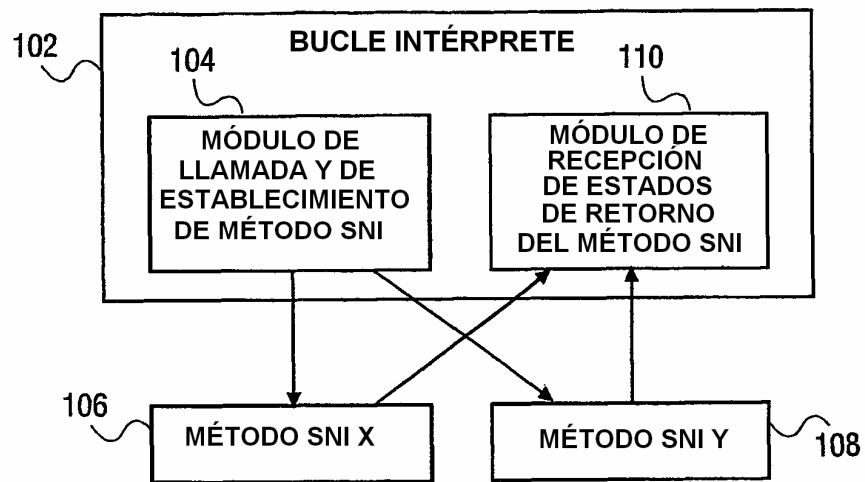 102
BUCLE INTÉRPRETE
104
MÓDULO DE
LLAMADA Y DE
ESTABLECIMIENTO
DE MÉTODO SNI
110
MÓDULO DE
RECEPCIÓN
DE ESTADOS
DE RETORNO
DEL MÉTODO SNI
106
MÉTODO SNI X
MÉTODO SNI Y
108